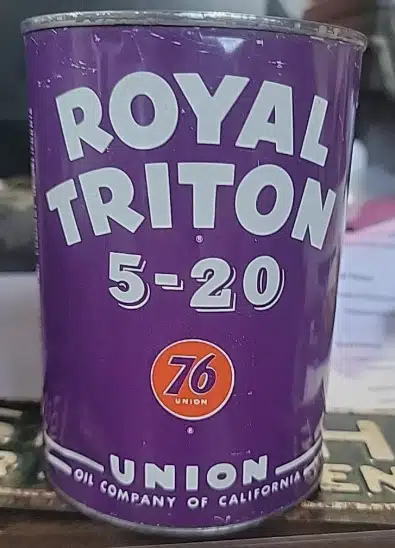 ROYAL
TRITON
®
5-20
76
UNION
®
UNION
OIL COMPANY OF CALIFORNIA